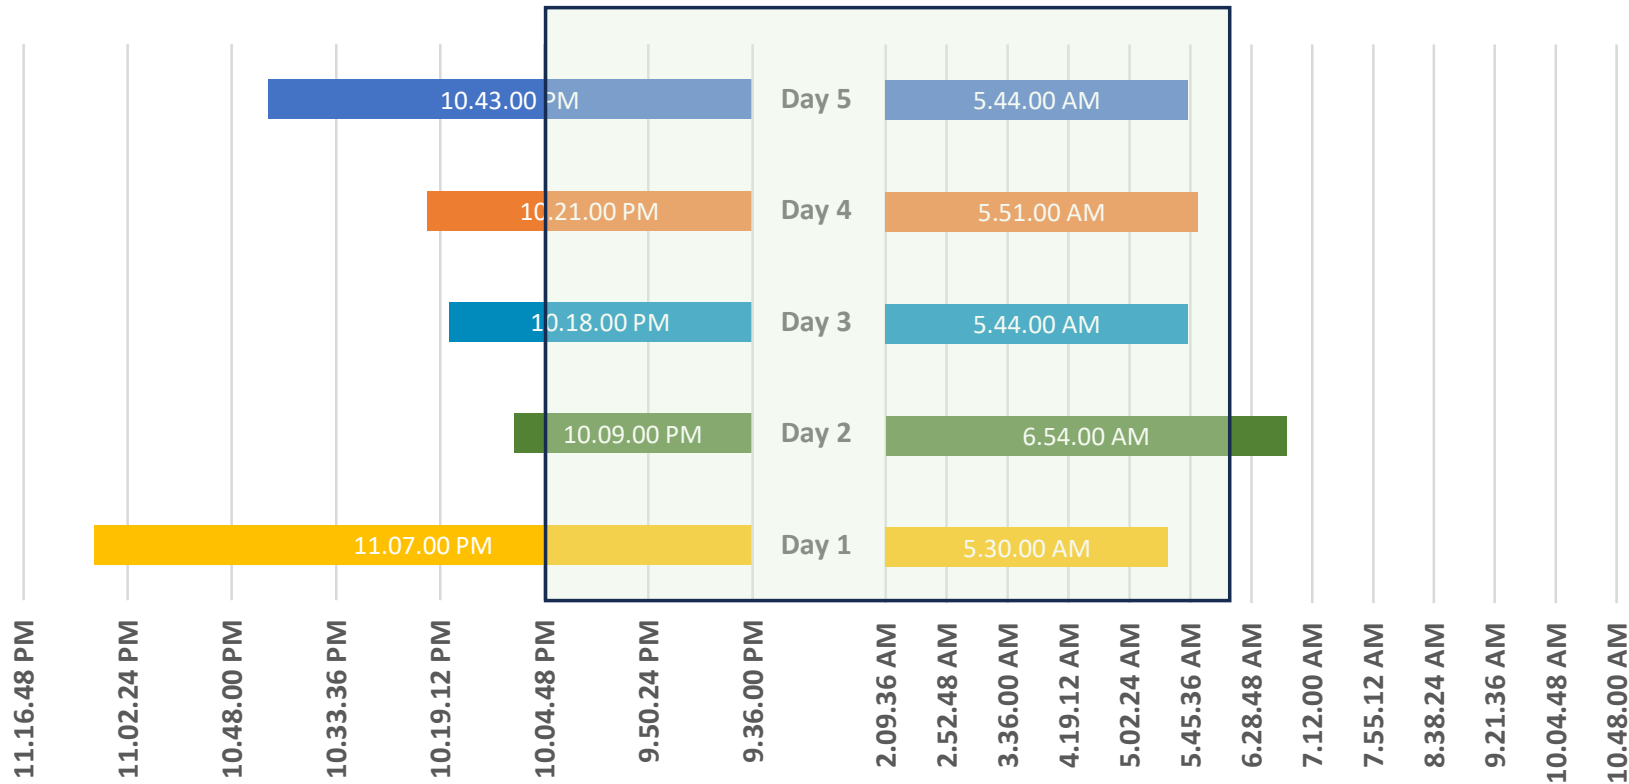 10.43.00 PM Day 5 5.44.00 AM
10.21.00 PM Day 4 5.51.00 AM
10.18.00 PM Day 3 5.44.00 AM
10.09.00 PM Day 2 6.54.00 AM
11.07.00 PM Day 1 5.30.00 AM
11.16.48 PM
11.02.24 PM
10.48.00 PM
10.33.36 PM
10.19.12 PM
10.04.48 PM
9.50.24 PM
9.36.00 PM
2.09.36 AM
2.52.48 AM
3.36.00 AM
4.19.12 AM
5.02.24 AM
5.45.36 AM
6.28.48 AM
7.12.00 AM
7.55.12 AM
8.38.24 AM
9.21.36 AM
10.04.48 AM
10.48.00 AM